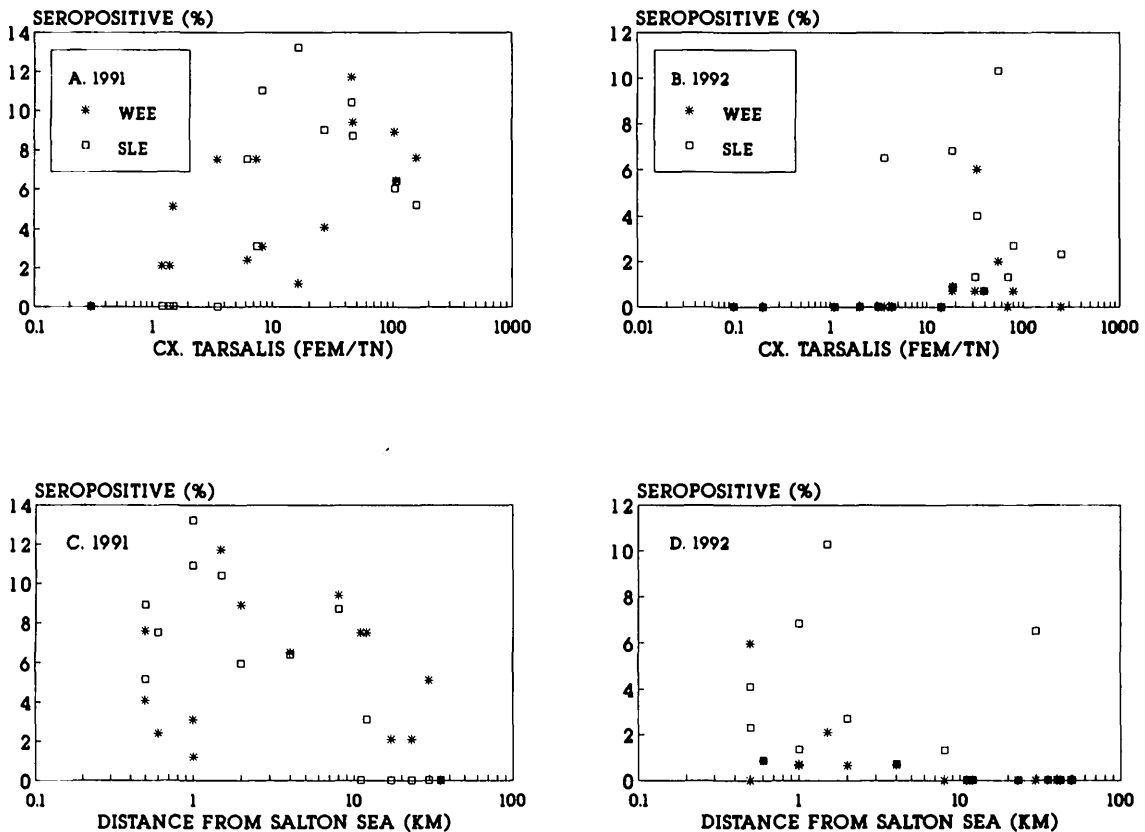 SEROPOSITIVE (%)
14
12
10
8
6
4
2
0
A. 1991
* WEE
□ SLE
0.1 1 10 100 1000
CX. TARSALIS (FEM/TN)
SEROPOSITIVE (%)
12
10
8
6
4
2
0
B. 1992
* WEE
□ SLE
0.01 0.1 1 10 100 1000
CX. TARSALIS (FEM/TN)
SEROPOSITIVE (%)
14
12
10
8
6
4
2
0
C. 1991
0.1 1 10 100
DISTANCE FROM SALTON SEA (KM)
SEROPOSITIVE (%)
12
10
8
6
4
2
0
D. 1992
0.1 1 10 100
DISTANCE FROM SALTON SEA (KM)